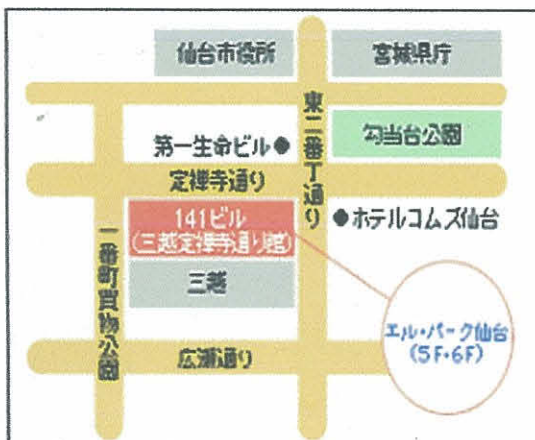 仙台市役所
宮城県庁
東二番丁通り
勾当台公園
第一生命ビル
定禅寺通り
141ビル
(三越定禅寺通り館)
ホテルコムズ仙台
一番町買物公園
三越
エル・パーク仙台
(5F・6F)
広瀬通り